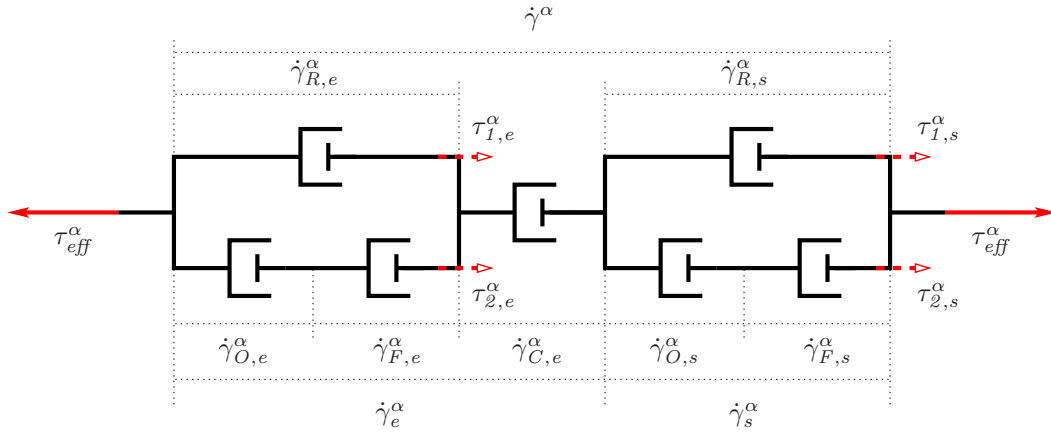 γ̇^α
γ̇^α_{R,e} γ̇^α_{R,s}
τ^α_{1,e} τ^α_{1,s}
τ^α_{eff} τ^α_{eff}
τ^α_{2,e} τ^α_{2,s}
γ̇^α_{O,e} γ̇^α_{F,e} γ̇^α_{C,e} γ̇^α_{O,s} γ̇^α_{F,s}
γ̇^α_e γ̇^α_s